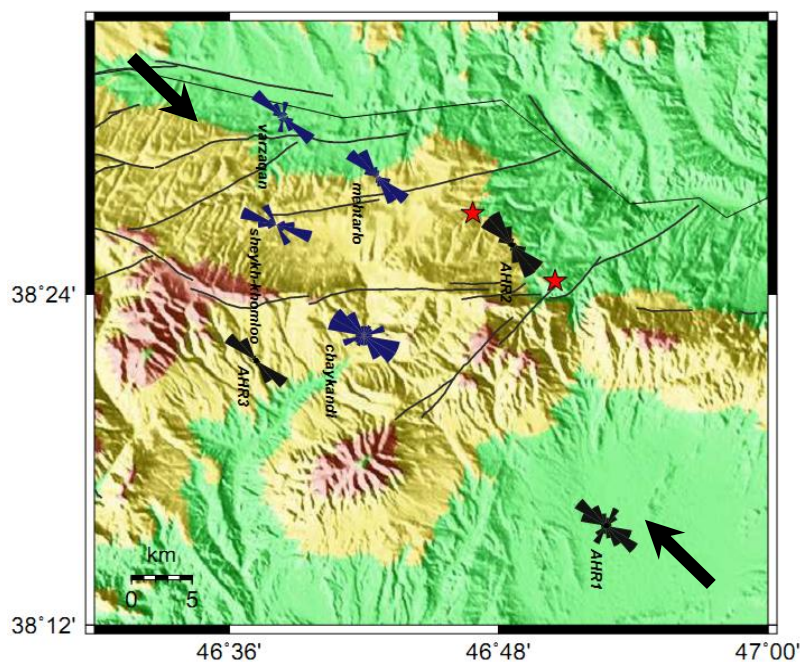 varzaqan
mehtarlo
sheykh-khomloo
AHR2
38°24'
chaykandi
AHR3
AHR1
km
0 5
38°12'
46°36' 46°48' 47°00'